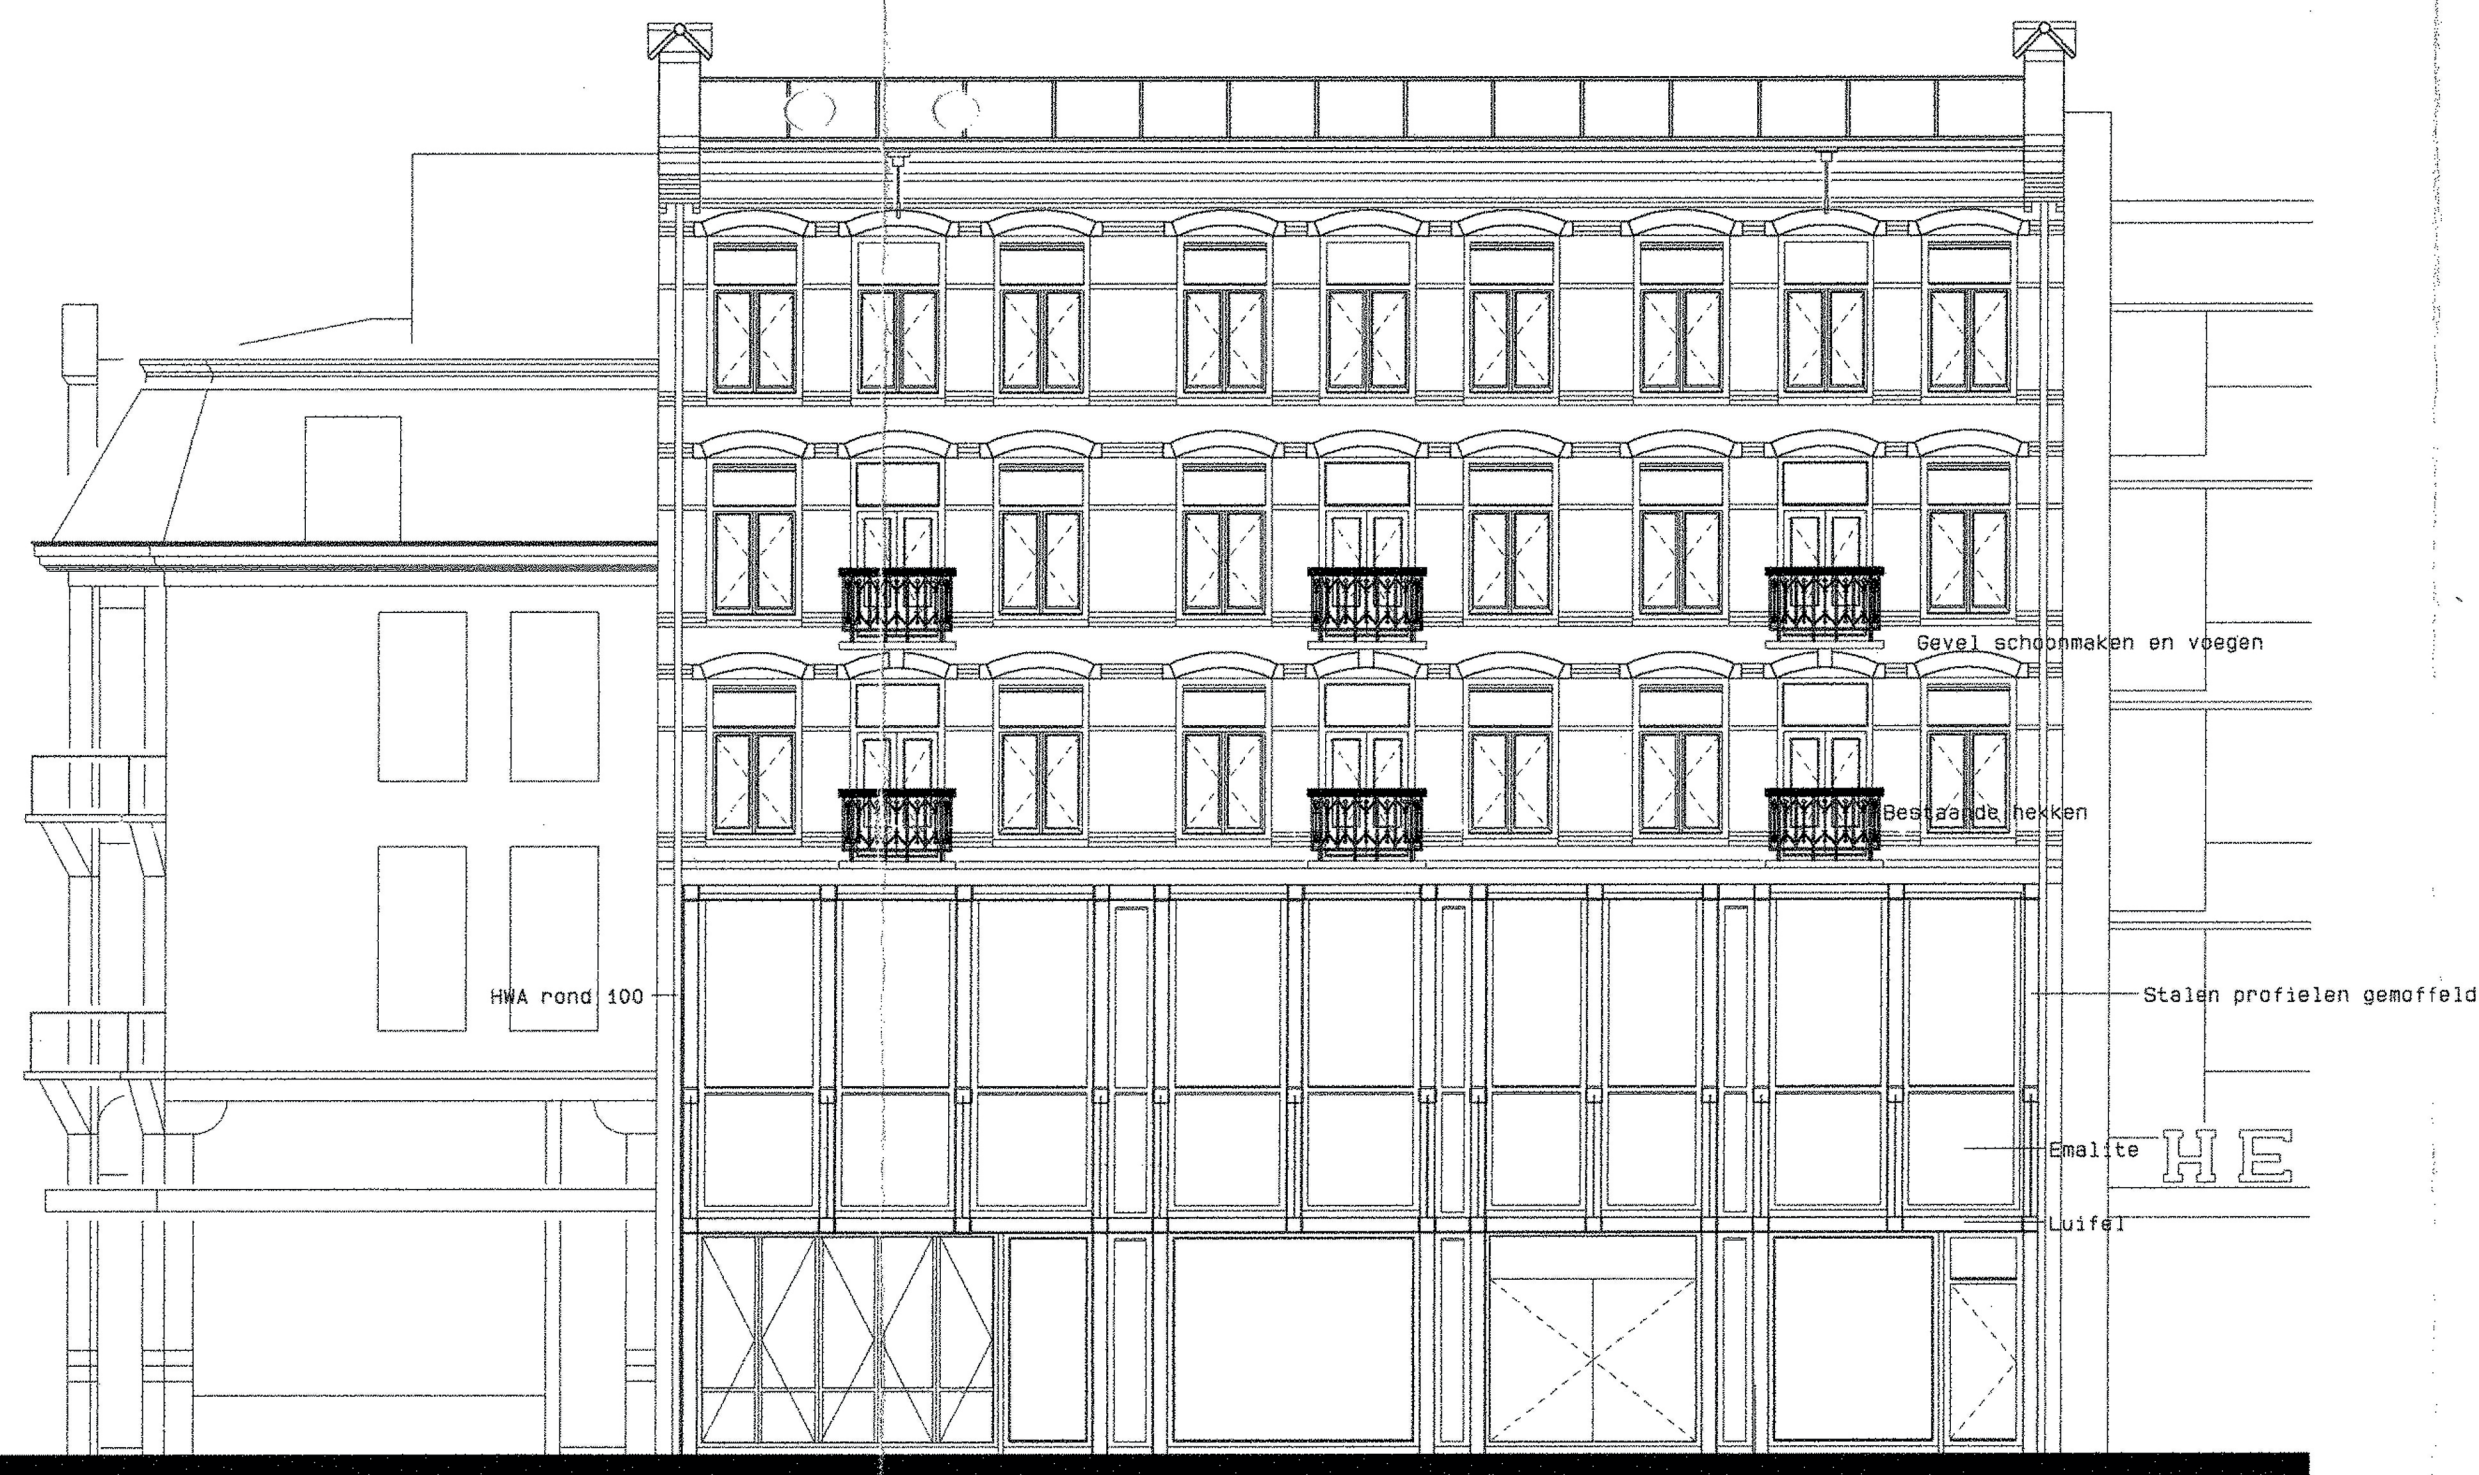 Gevel schoonmaken en voegen
Bestaande hekken
HWA rond 100
Stalen profielen gemoffeld
Emalite
HE
Luifel